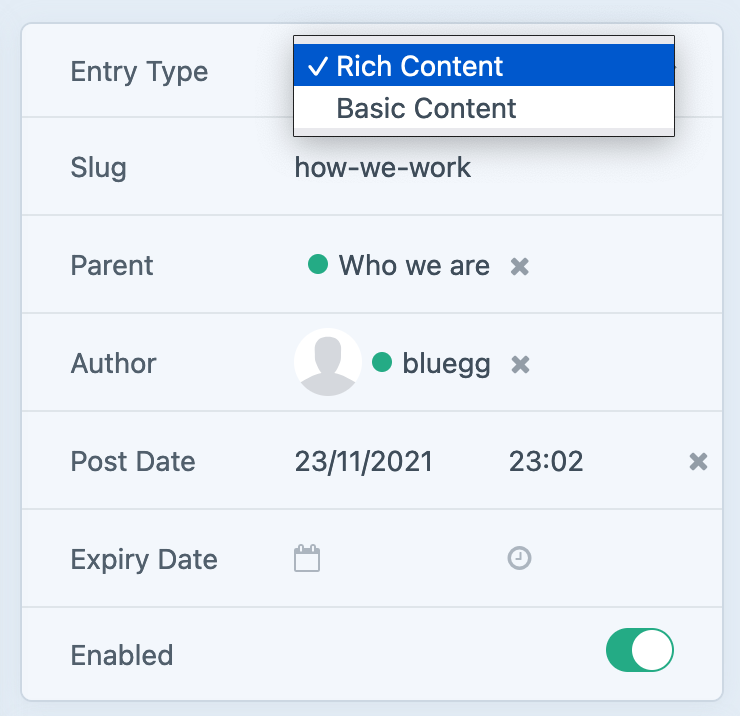 Entry Type
✓ Rich Content
Basic Content
Slug how-we-work
Parent Who we are
Author bluegg
Post Date 23/11/2021 23:02
Expiry Date
Enabled